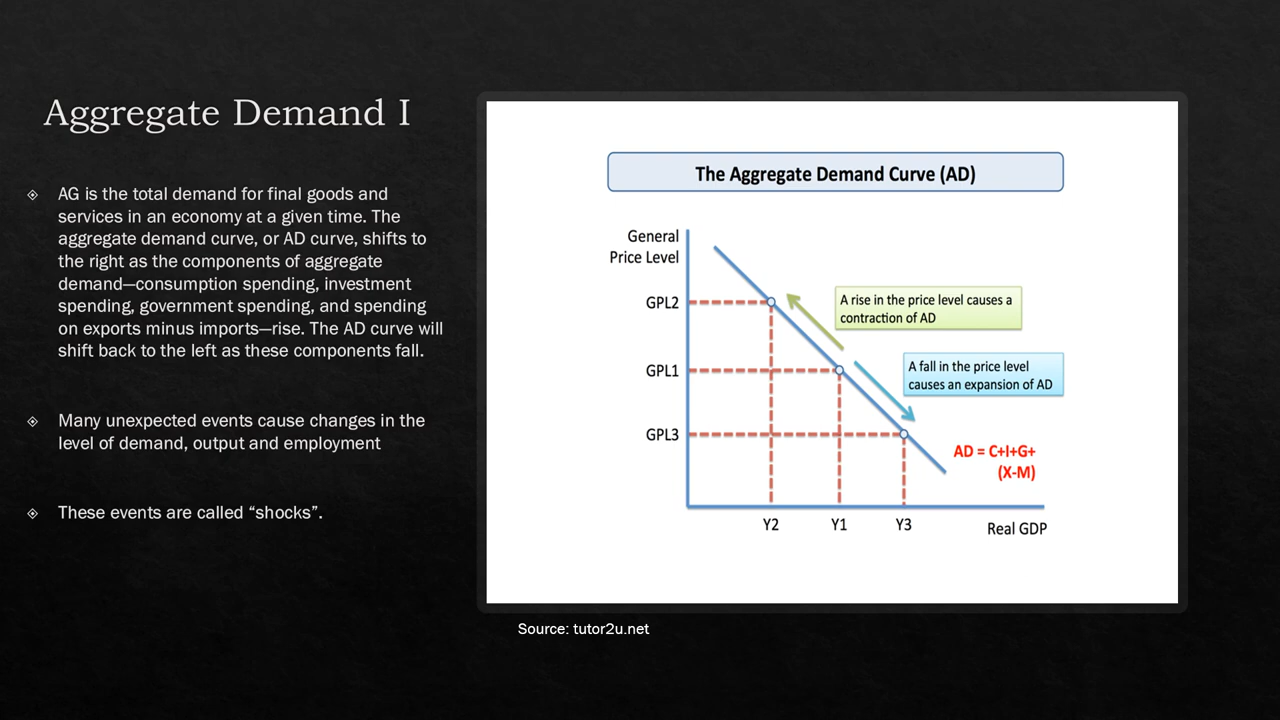 Aggregate Demand I
AG is the total demand for final goods and
services in an economy at a given time. The
aggregate demand curve, or AD curve, shifts to
the right as the components of aggregate
demand—consumption spending, investment
spending, government spending, and spending
on exports minus imports—rise. The AD curve will
shift back to the left as these components fall.
Many unexpected events cause changes in the
level of demand, output and employment
These events are called “shocks”.
The Aggregate Demand Curve (AD)
General
Price Level
GPL2
A rise in the price level causes a
contraction of AD
GPL1
A fall in the price level
causes an expansion of AD
GPL3
AD = C+I+G+
(X-M)
Y2
Y1
Y3
Real GDP
Source: tutor2u.net